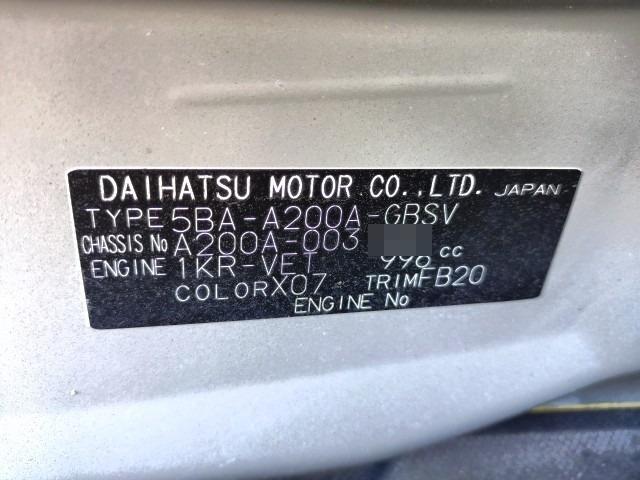 DAIHATSU MOTOR CO.,LTD. JAPAN
TYPE 5BA-A200A-GBSV
CHASSIS No A200A-003
ENGINE 1KR-VET 996 cc
COLOR X07 TRIM FB20
ENGINE No